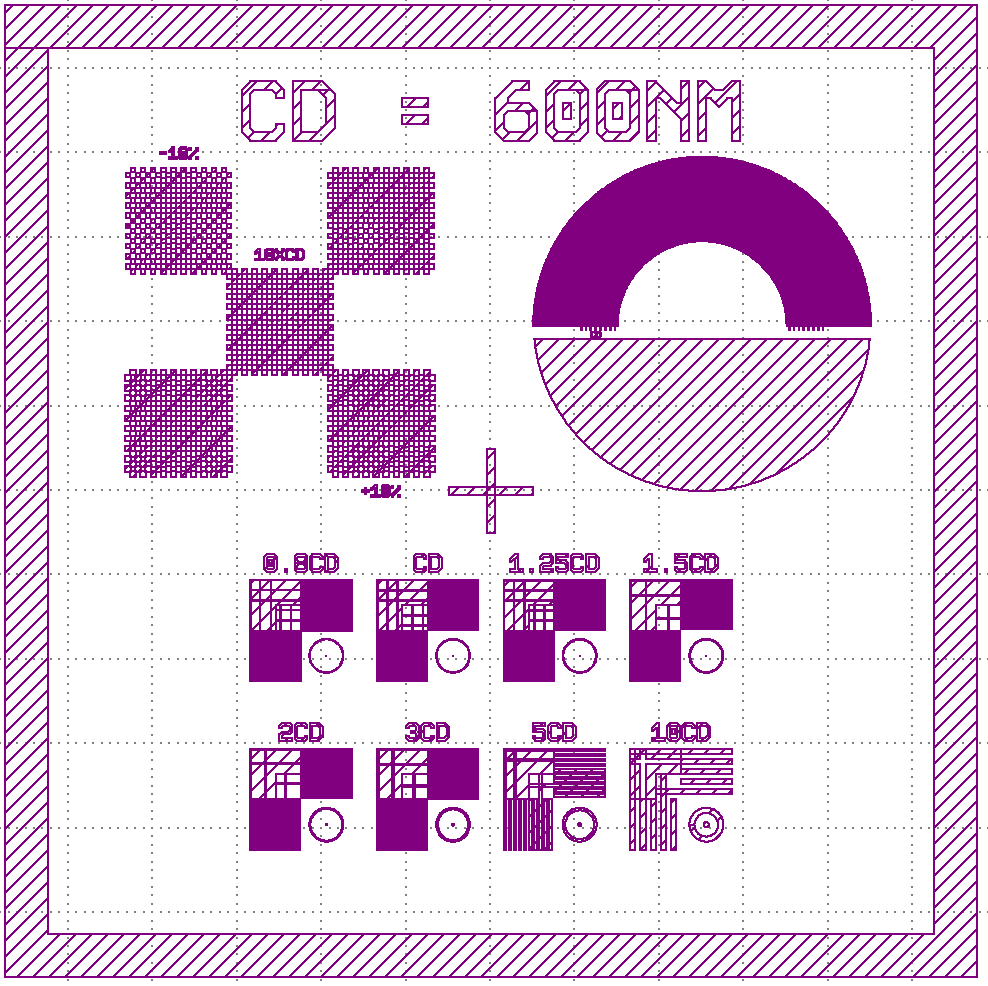 CD = 600NM
-10%
10XCD
+10%
0.8CD CD 1.25CD 1.5CD
2CD 3CD 5CD 10CD